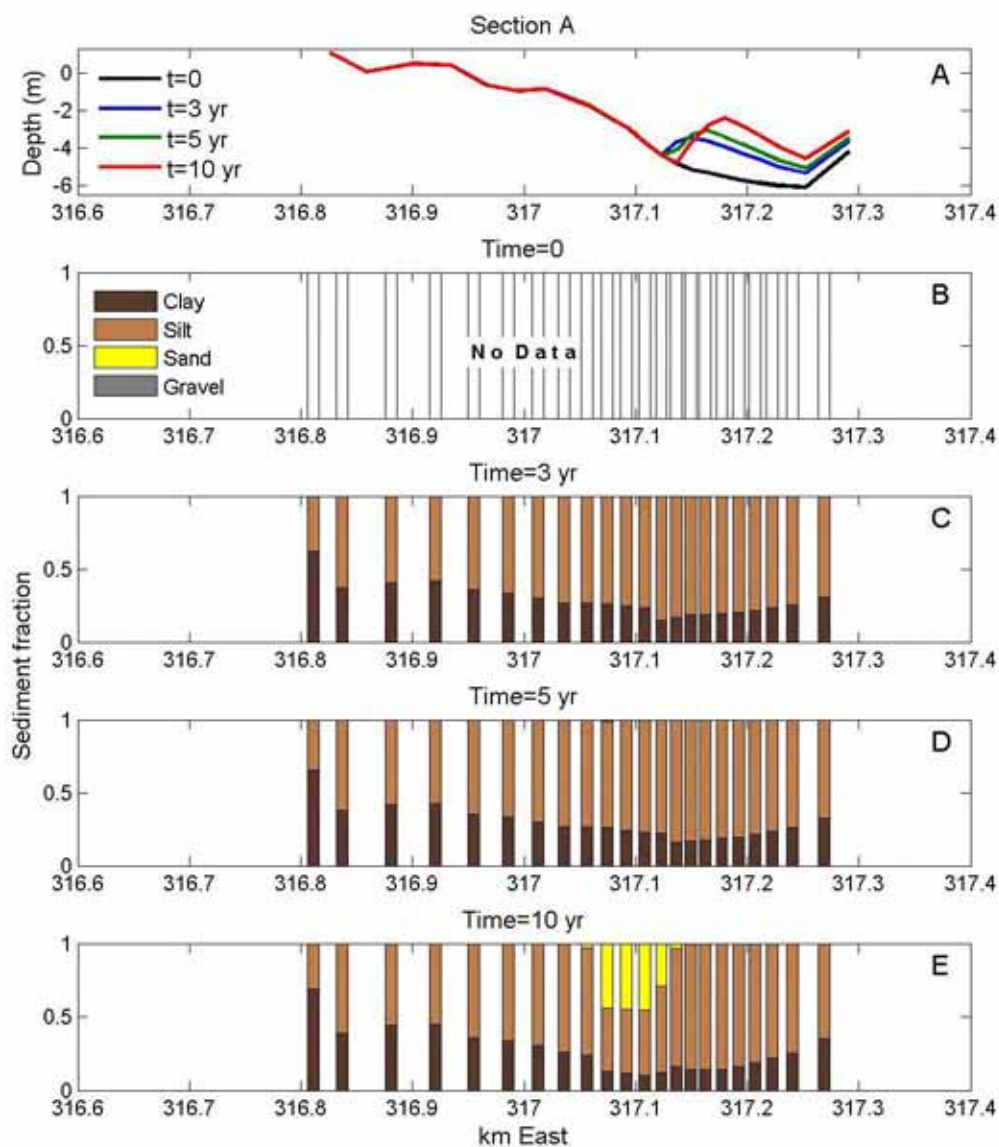 Section A
A
t=0
t=3 yr
t=5 yr
t=10 yr
Depth (m)
0
-2
-4
-6
316.6 316.7 316.8 316.9 317 317.1 317.2 317.3 317.4
Time=0
B
Clay
Silt
Sand
Gravel
No Data
1
0.5
0
316.6 316.7 316.8 316.9 317 317.1 317.2 317.3 317.4
Time=3 yr
C
1
0.5
0
316.6 316.7 316.8 316.9 317 317.1 317.2 317.3 317.4
Sediment fraction
Time=5 yr
D
1
0.5
0
316.6 316.7 316.8 316.9 317 317.1 317.2 317.3 317.4
Time=10 yr
E
1
0.5
0
316.6 316.7 316.8 316.9 317 317.1 317.2 317.3 317.4
km East